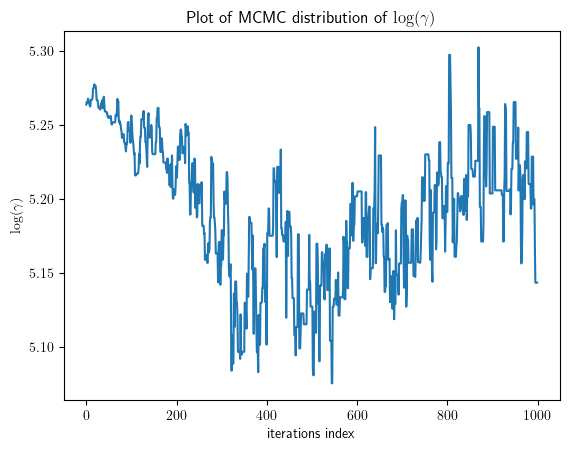 Plot of MCMC distribution of log(γ)
5.30
5.25
5.20
5.15
5.10
log(γ)
0 200 400 600 800 1000
iterations index